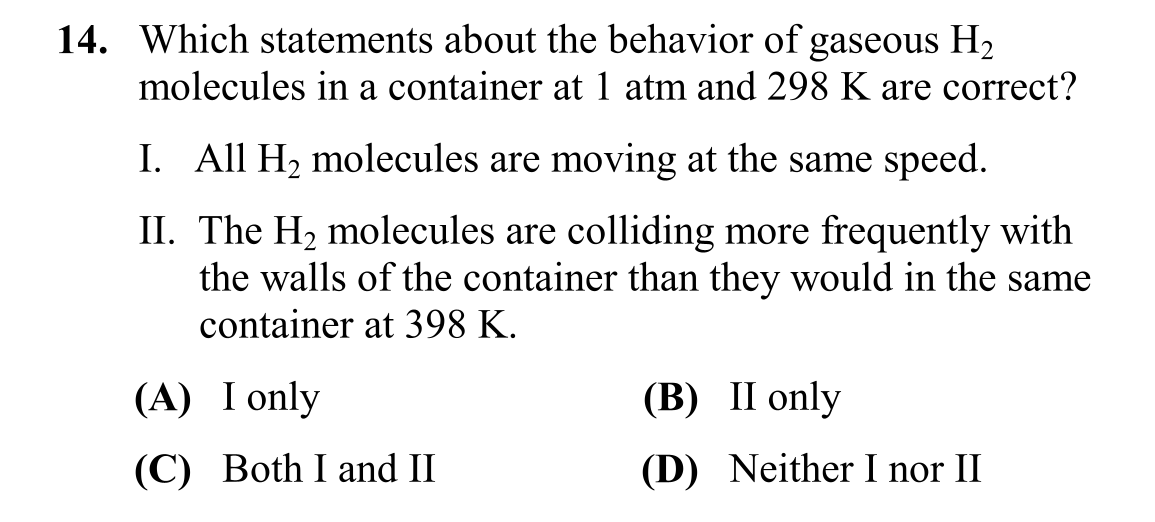 14. Which statements about the behavior of gaseous H₂
molecules in a container at 1 atm and 298 K are correct?
I. All H₂ molecules are moving at the same speed.
II. The H₂ molecules are colliding more frequently with
the walls of the container than they would in the same
container at 398 K.
(A) I only (B) II only
(C) Both I and II (D) Neither I nor II